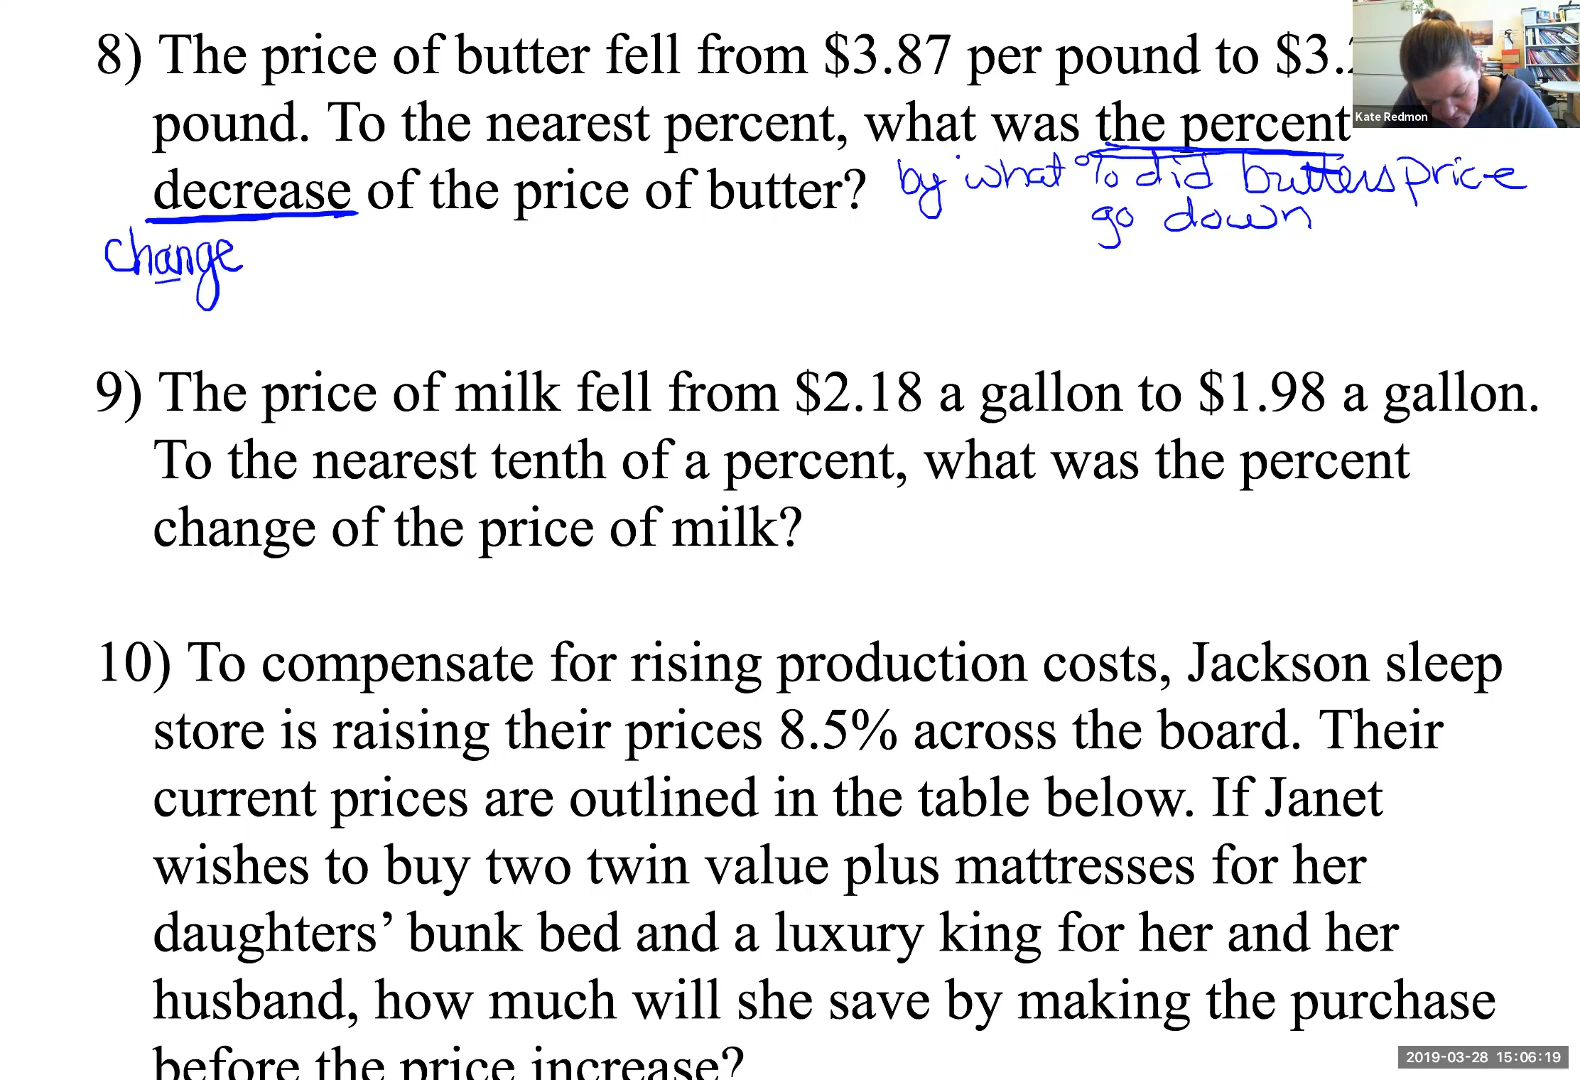 8) The price of butter fell from $3.87 per pound to $3.
pound. To the nearest percent, what was the percent
decrease of the price of butter?
by what % did butters price
go down
change
Kate Redmon
9) The price of milk fell from $2.18 a gallon to $1.98 a gallon.
To the nearest tenth of a percent, what was the percent
change of the price of milk?
10) To compensate for rising production costs, Jackson sleep
store is raising their prices 8.5% across the board. Their
current prices are outlined in the table below. If Janet
wishes to buy two twin value plus mattresses for her
daughters’ bunk bed and a luxury king for her and her
husband, how much will she save by making the purchase
before the price increase?
2019-03-28 15:06:19